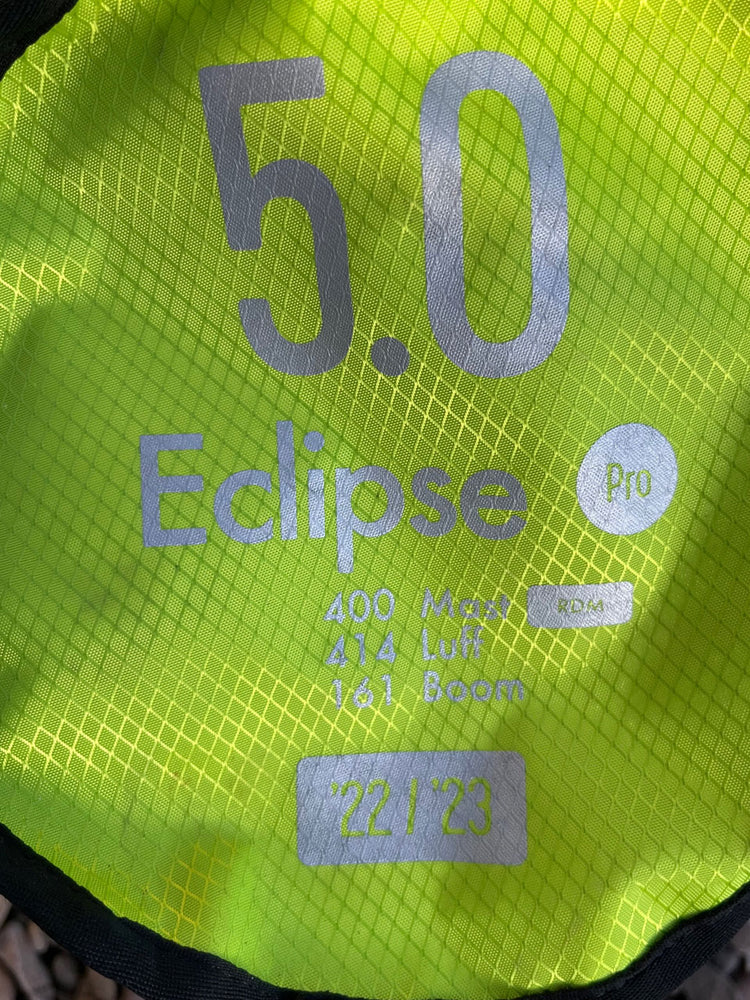 5.0
Eclipse Pro
400 Mast RDM
414 Luff
161 Boom
'22 / '23